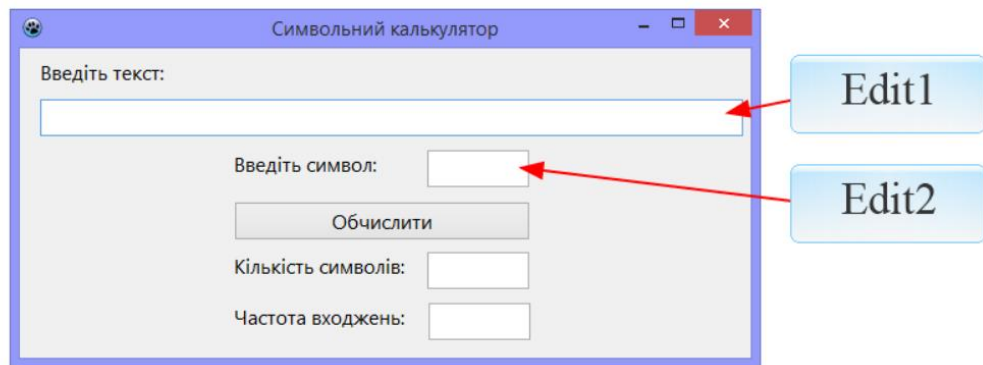 Символьний калькулятор
Введіть текст:
Edit1
Введіть символ:
Edit2
Обчислити
Кількість символів:
Частота входжень: